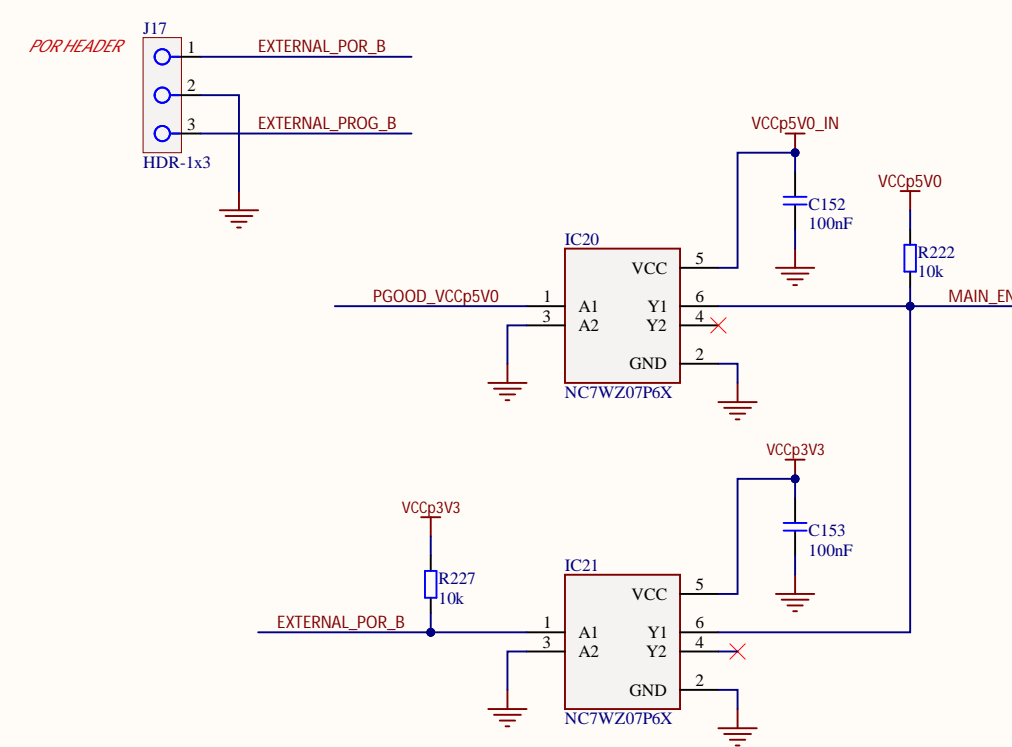 J17
POR HEADER
1 EXTERNAL_POR_B
2
3 EXTERNAL_PROG_B
HDR-1x3
VCCp5V0_IN
C152
100nF
VCCp5V0
R222
10k
IC20
VCC 5
PGOOD_VCCp5V0 1 A1 Y1 6 MAIN_EN
3 A2 Y2 4
GND 2
NC7WZ07P6X
VCCp3V3
C153
100nF
VCCp3V3
R227
10k
IC21
VCC 5
EXTERNAL_POR_B 1 A1 Y1 6
3 A2 Y2 4
GND 2
NC7WZ07P6X